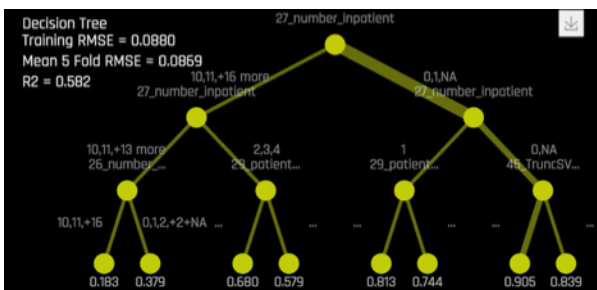 27_number_inpatient
Decision Tree
Training RMSE = 0.0880
Mean 5 Fold RMSE = 0.0869
R2 = 0.582
10,11,+16 more
27_number_inpatient
0,1,NA
27_number_inpatient
10,11,+13 more
26_number_...
2,3,4
29_patient...
1
29_patient...
0,NA
45_TruncSV...
10,11,+16
0,1,2,+2+NA
...
...
...
...
...
...
0.183
0.379
0.680
0.579
0.813
0.744
0.905
0.839